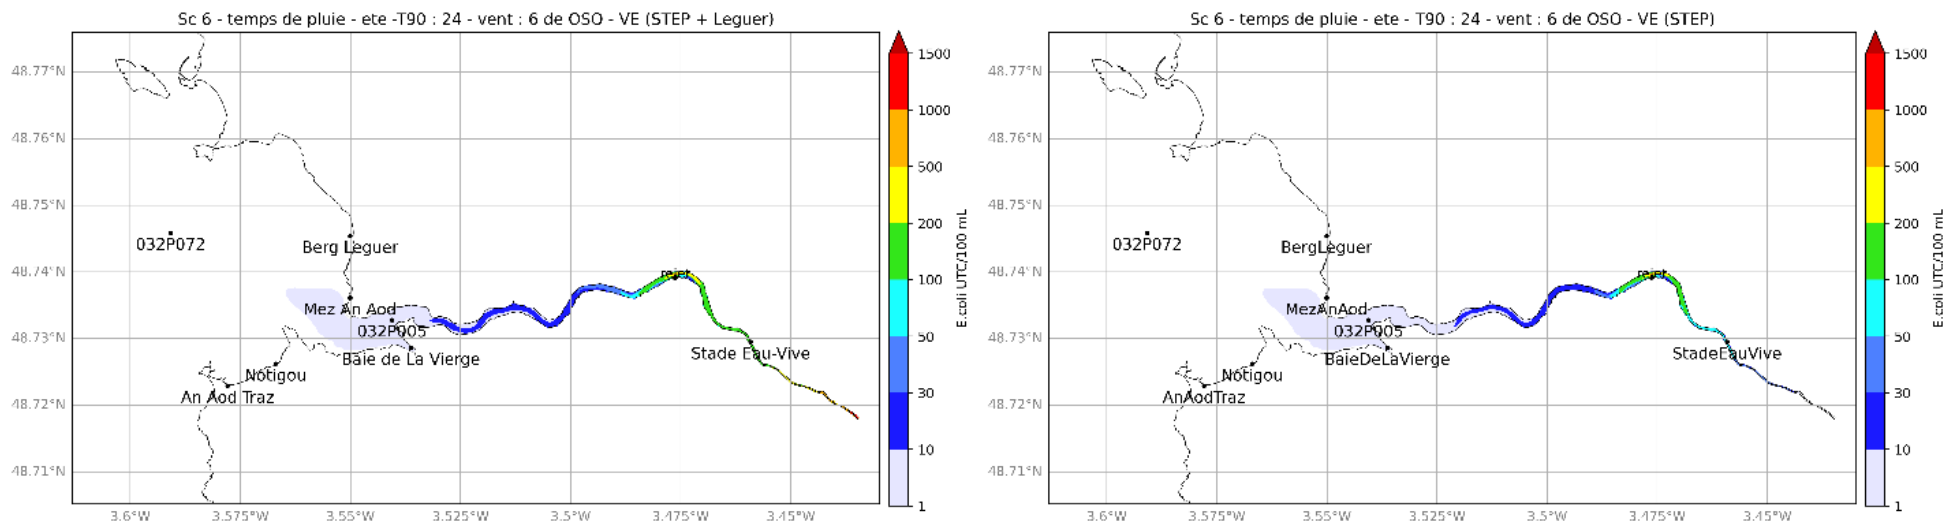 Sc 6 - temps de pluie - ete -T90 : 24 - vent : 6 de OSO - VE (STEP + Leguer)
48.77°N
48.76°N
48.75°N
48.74°N
48.73°N
48.72°N
48.71°N
3.6°W
3.575°W
3.55°W
3.525°W
3.5°W
3.475°W
3.45°W
032P072
Berg Leguer
rejet
Mez An Aod
032P005
Baie de La Vierge
Stade Eau-Vive
Notigou
An Aod Traz
1500
1000
500
200
100
50
30
10
1
E.coli UTC/100 mL
Sc 6 - temps de pluie - ete - T90 : 24 - vent : 6 de OSO - VE (STEP)
48.77°N
48.76°N
48.75°N
48.74°N
48.73°N
48.72°N
48.71°N
3.6°W
3.575°W
3.55°W
3.525°W
3.5°W
3.475°W
3.45°W
032P072
BergLeguer
rejet
MezAnAod
032P005
BaieDeLaVierge
StadeEauVive
Notigou
AnAodTraz
1500
1000
500
200
100
50
30
10
1
E.coli UTC/100 mL